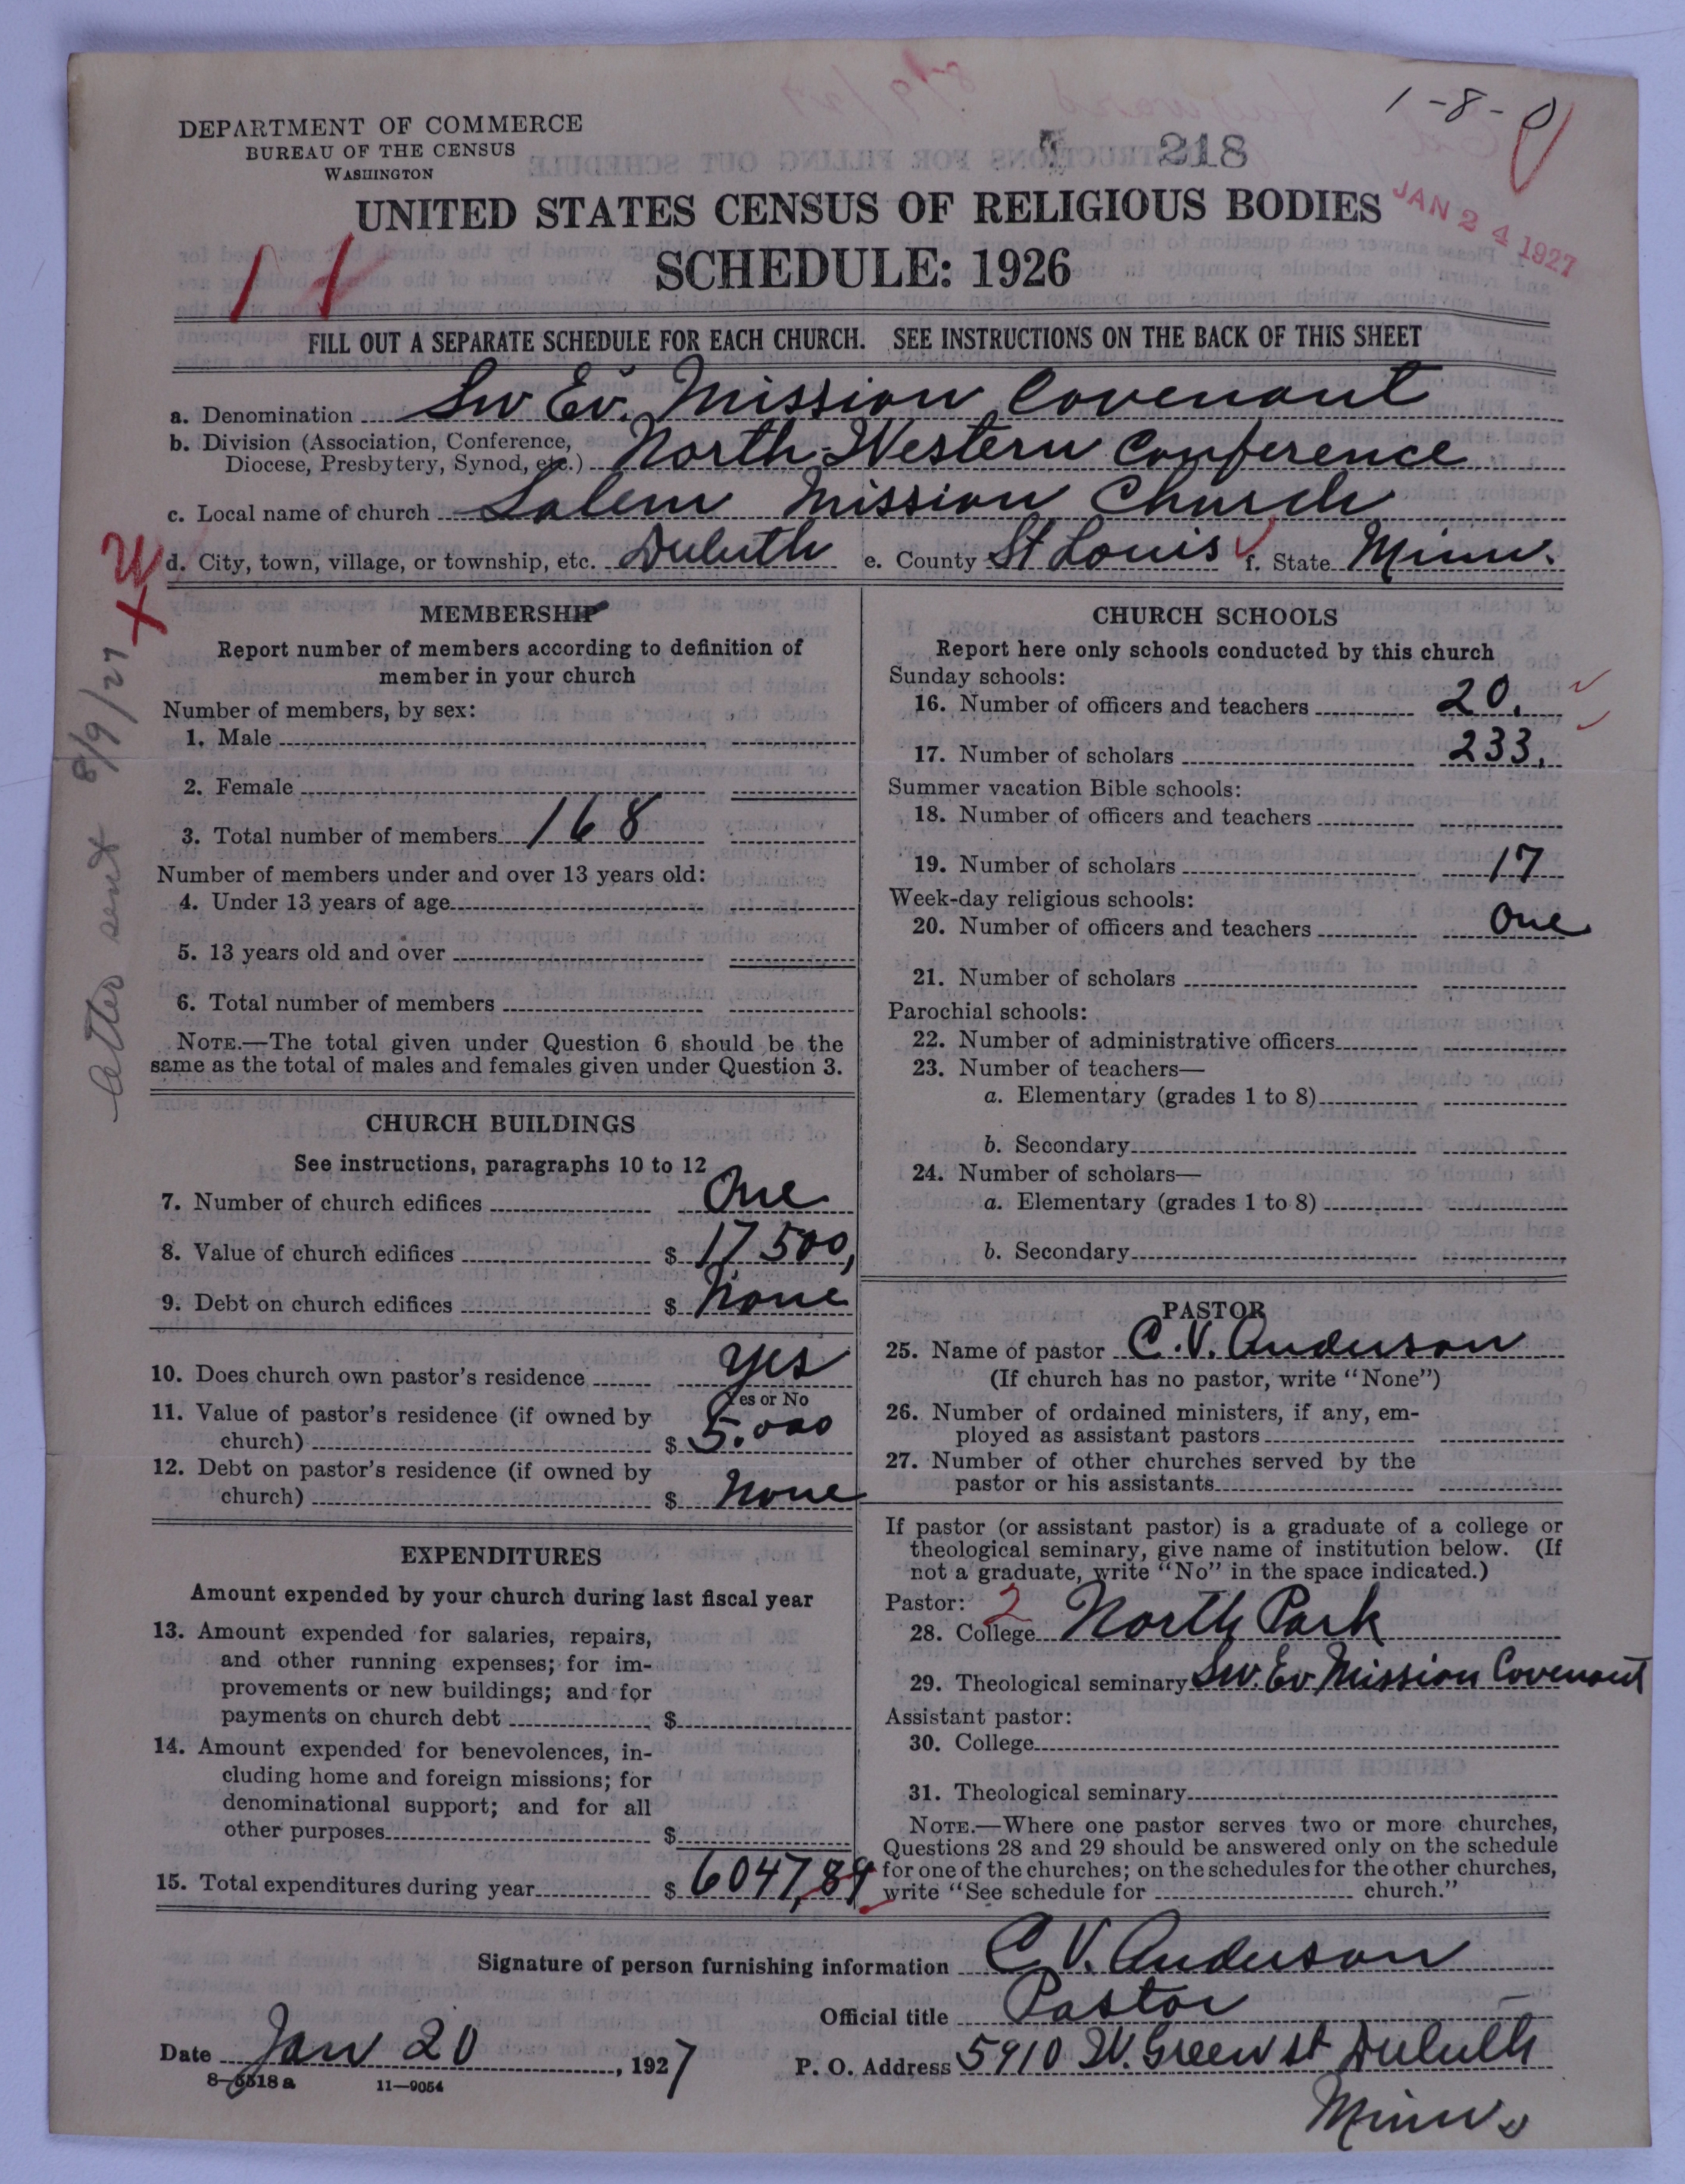 1-8-0
DEPARTMENT OF COMMERCE
BUREAU OF THE CENSUS
WASHINGTON
218
UNITED STATES CENSUS OF RELIGIOUS BODIES
JAN 24 1927
SCHEDULE: 1926
11
FILL OUT A SEPARATE SCHEDULE FOR EACH CHURCH. SEE INSTRUCTIONS ON THE BACK OF THIS SHEET
a. Denomination Sw Ev. Mission Covenant
b. Division (Association, Conference,
Diocese, Presbytery, Synod, etc.) North Western Conference
c. Local name of church Salem Mission Church
d. City, town, village, or township, etc. Duluth e. County St Louis f. State Minn.
W
X
Letter sent 8/9/27
MEMBERSHIP
Report number of members according to definition of
member in your church
Number of members, by sex:
1. Male
2. Female
3. Total number of members 168
Number of members under and over 13 years old:
4. Under 13 years of age
5. 13 years old and over
6. Total number of members
NOTE.—The total given under Question 6 should be the
same as the total of males and females given under Question 3.
CHURCH BUILDINGS
See instructions, paragraphs 10 to 12
7. Number of church edifices One
8. Value of church edifices $ 17500,
9. Debt on church edifices $ None
10. Does church own pastor's residence yes
Yes or No
11. Value of pastor's residence (if owned by
church) $ 5.000
12. Debt on pastor's residence (if owned by
church) $ None
EXPENDITURES
Amount expended by your church during last fiscal year
13. Amount expended for salaries, repairs,
and other running expenses; for im-
provements or new buildings; and for
payments on church debt $
14. Amount expended for benevolences, in-
cluding home and foreign missions; for
denominational support; and for all
other purposes $
15. Total expenditures during year $ 6047,89
CHURCH SCHOOLS
Report here only schools conducted by this church
Sunday schools:
16. Number of officers and teachers 20.
17. Number of scholars 233.
Summer vacation Bible schools:
18. Number of officers and teachers
19. Number of scholars 17
Week-day religious schools:
20. Number of officers and teachers One
21. Number of scholars
Parochial schools:
22. Number of administrative officers
23. Number of teachers—
a. Elementary (grades 1 to 8)
b. Secondary
24. Number of scholars—
a. Elementary (grades 1 to 8)
b. Secondary
PASTOR
25. Name of pastor C.V. Anderson
(If church has no pastor, write "None")
26. Number of ordained ministers, if any, em-
ployed as assistant pastors
27. Number of other churches served by the
pastor or his assistants
If pastor (or assistant pastor) is a graduate of a college or
theological seminary, give name of institution below. (If
not a graduate, write "No" in the space indicated.)
Pastor: 2
28. College North Park
29. Theological seminary Sw. Ev Mission Covenant
Assistant pastor:
30. College
31. Theological seminary
NOTE.—Where one pastor serves two or more churches,
Questions 28 and 29 should be answered only on the schedule
for one of the churches; on the schedules for the other churches,
write "See schedule for church."
Signature of person furnishing information C. V. Anderson
Official title Pastor
Date Jan 20, 1927 P. O. Address 5910 W. Green st Duluth
Minn.
8-5518a 11-9054